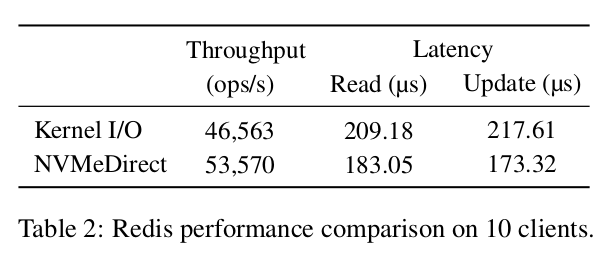 Throughput Latency
(ops/s) Read (µs) Update (µs)
Kernel I/O 46,563 209.18 217.61
NVMeDirect 53,570 183.05 173.32
Table 2: Redis performance comparison on 10 clients.